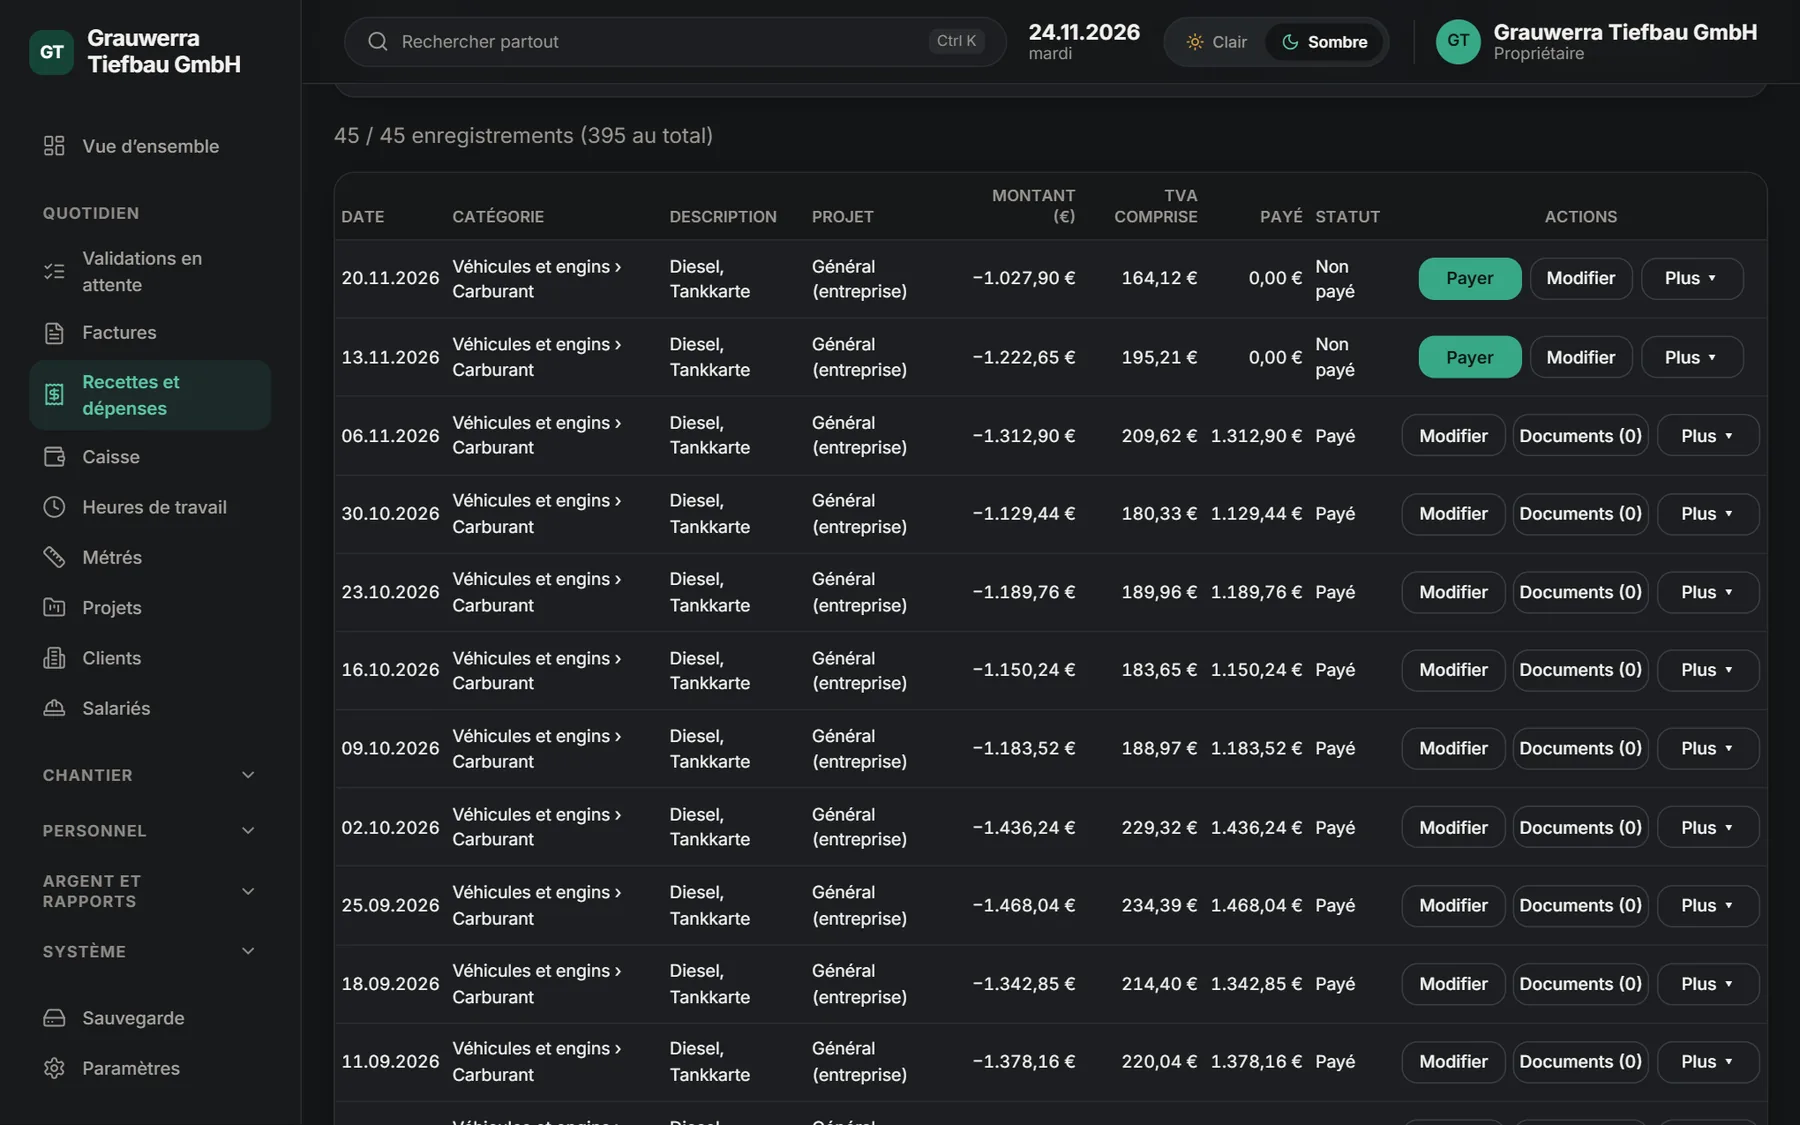 GT
Grauwerra
Tiefbau GmbH
Rechercher partout
Ctrl K
24.11.2026
mardi
Clair
Sombre
GT
Grauwerra Tiefbau GmbH
Propriétaire
Vue d’ensemble
QUOTIDIEN
Validations en
attente
Factures
Recettes et
dépenses
Caisse
Heures de travail
Métrés
Projets
Clients
Salariés
CHANTIER
PERSONNEL
ARGENT ET
RAPPORTS
SYSTÈME
Sauvegarde
Paramètres
45 / 45 enregistrements (395 au total)
DATE CATÉGORIE DESCRIPTION PROJET MONTANT (€) TVA COMPRISE PAYÉ STATUT ACTIONS
20.11.2026 Véhicules et engins › Carburant Diesel, Tankkarte Général (entreprise) −1.027,90 € 164,12 € 0,00 € Non payé Payer Modifier Plus ▾
13.11.2026 Véhicules et engins › Carburant Diesel, Tankkarte Général (entreprise) −1.222,65 € 195,21 € 0,00 € Non payé Payer Modifier Plus ▾
06.11.2026 Véhicules et engins › Carburant Diesel, Tankkarte Général (entreprise) −1.312,90 € 209,62 € 1.312,90 € Payé Modifier Documents (0) Plus ▾
30.10.2026 Véhicules et engins › Carburant Diesel, Tankkarte Général (entreprise) −1.129,44 € 180,33 € 1.129,44 € Payé Modifier Documents (0) Plus ▾
23.10.2026 Véhicules et engins › Carburant Diesel, Tankkarte Général (entreprise) −1.189,76 € 189,96 € 1.189,76 € Payé Modifier Documents (0) Plus ▾
16.10.2026 Véhicules et engins › Carburant Diesel, Tankkarte Général (entreprise) −1.150,24 € 183,65 € 1.150,24 € Payé Modifier Documents (0) Plus ▾
09.10.2026 Véhicules et engins › Carburant Diesel, Tankkarte Général (entreprise) −1.183,52 € 188,97 € 1.183,52 € Payé Modifier Documents (0) Plus ▾
02.10.2026 Véhicules et engins › Carburant Diesel, Tankkarte Général (entreprise) −1.436,24 € 229,32 € 1.436,24 € Payé Modifier Documents (0) Plus ▾
25.09.2026 Véhicules et engins › Carburant Diesel, Tankkarte Général (entreprise) −1.468,04 € 234,39 € 1.468,04 € Payé Modifier Documents (0) Plus ▾
18.09.2026 Véhicules et engins › Carburant Diesel, Tankkarte Général (entreprise) −1.342,85 € 214,40 € 1.342,85 € Payé Modifier Documents (0) Plus ▾
11.09.2026 Véhicules et engins › Carburant Diesel, Tankkarte Général (entreprise) −1.378,16 € 220,04 € 1.378,16 € Payé Modifier Documents (0) Plus ▾